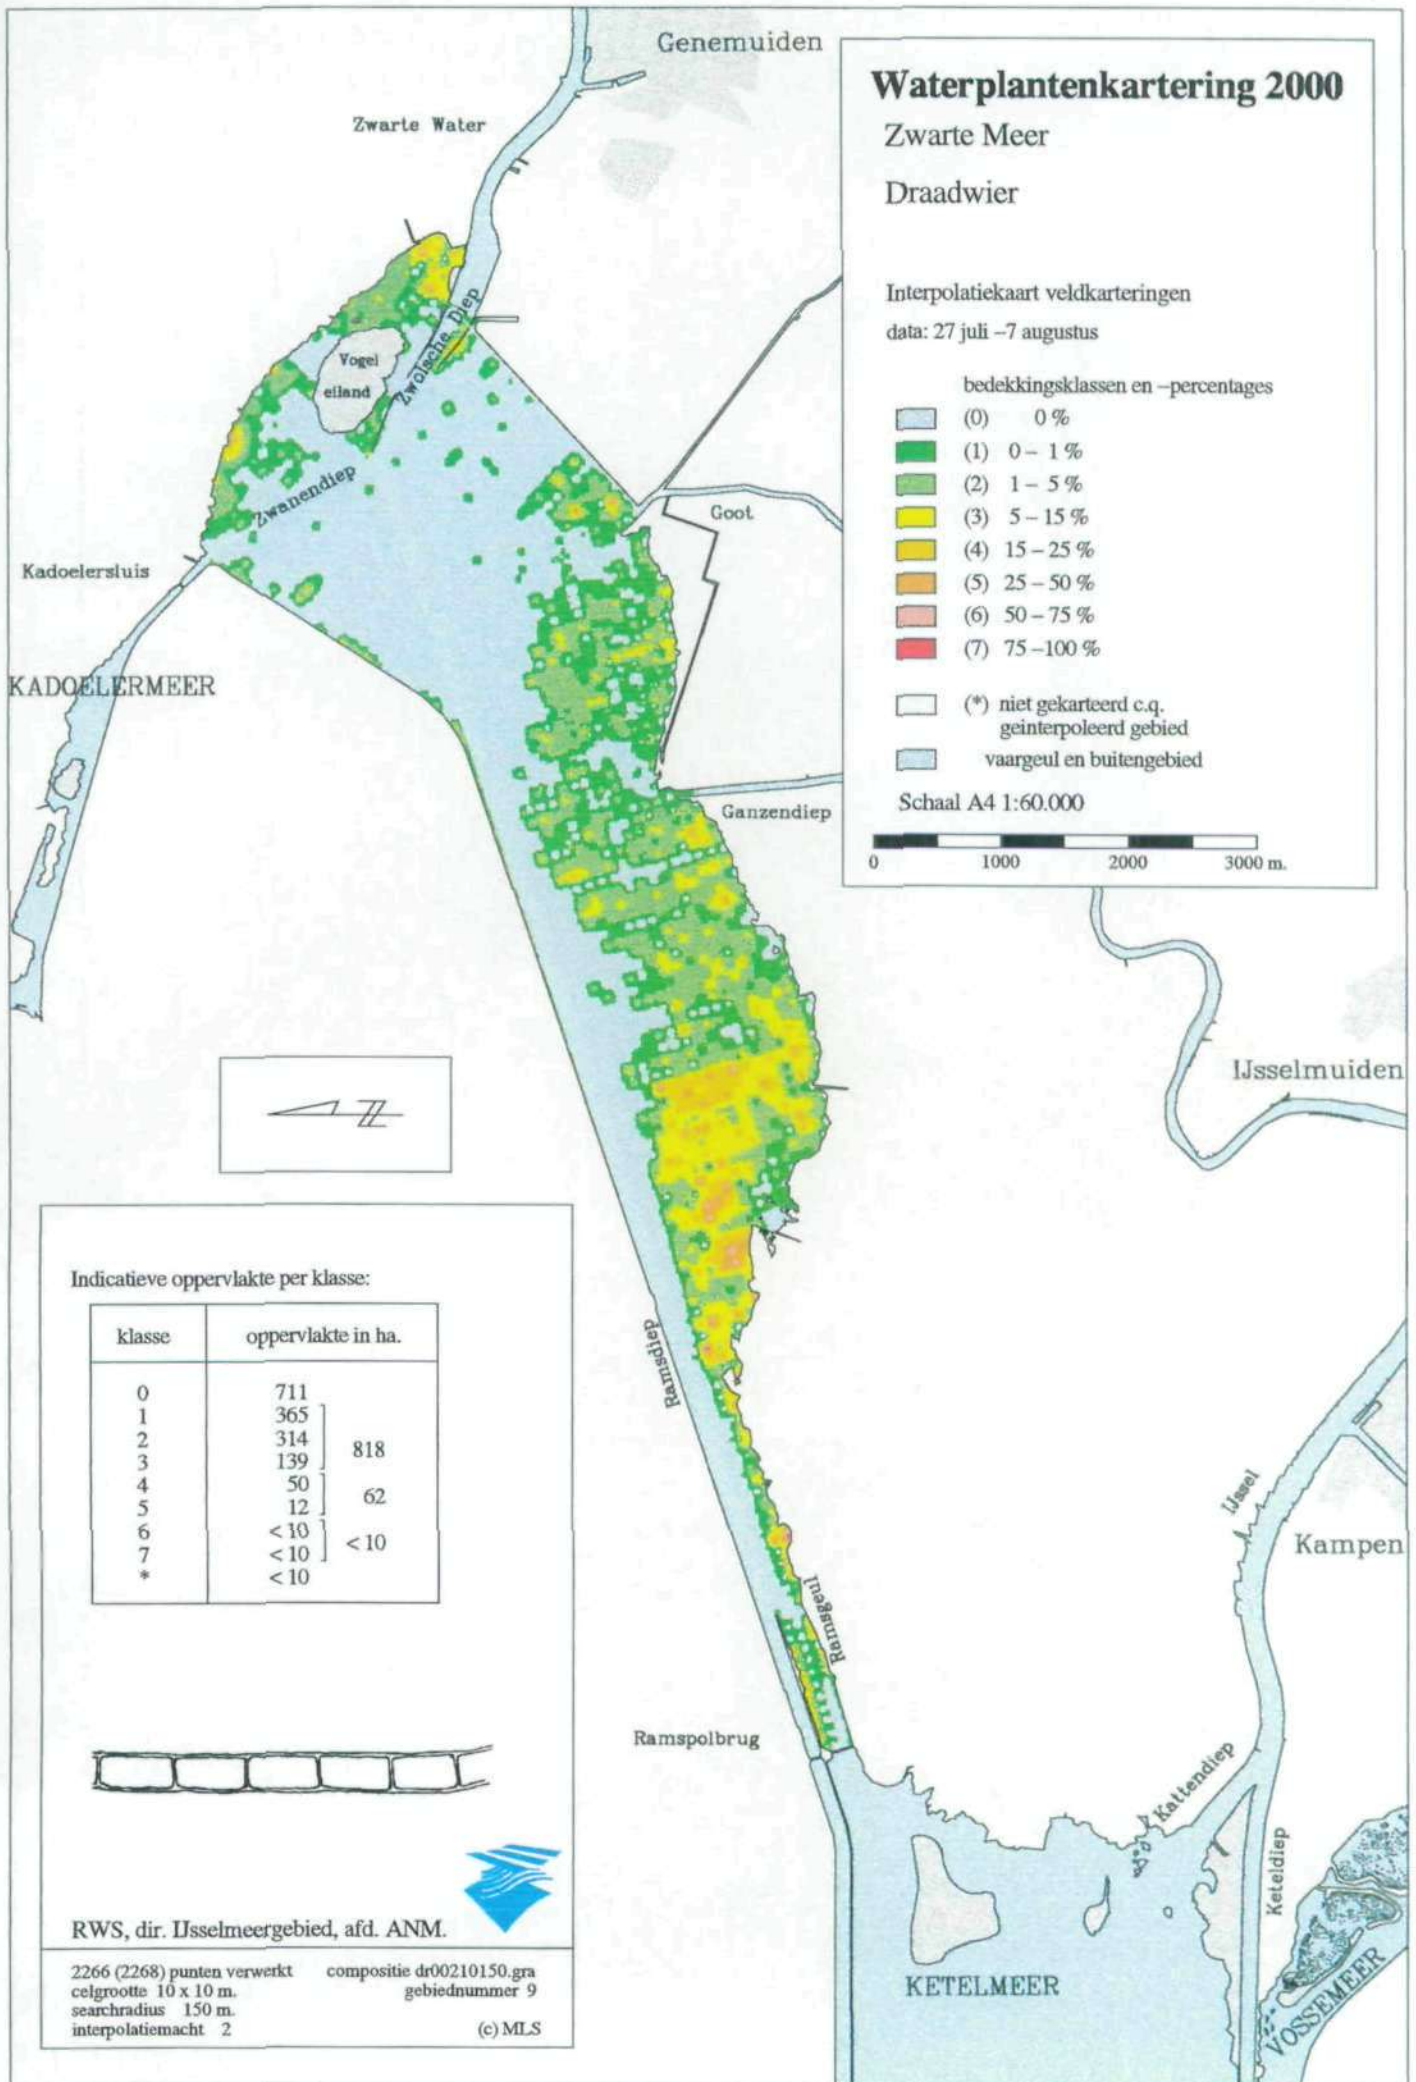 Genemuiden
Zwarte Water
Waterplantenkartering 2000
Zwarte Meer
Draadwier
Interpolatiekaart veldkarteringen
data: 27 juli –7 augustus
bedekkingsklassen en –percentages
(0) 0 %
(1) 0 – 1 %
(2) 1 – 5 %
(3) 5 – 15 %
(4) 15 – 25 %
(5) 25 – 50 %
(6) 50 – 75 %
(7) 75 –100 %
(*) niet gekarteerd c.q.
geinterpoleerd gebied
vaargeul en buitengebied
Schaal A4 1:60.000
0 1000 2000 3000 m.
Zwolsche Diep
Vogel
eiland
Zwanendiep
Goot
Kadoelersluis
KADOELERMEER
Ganzendiep
IJsselmuiden
Ramsdiep
IJssel
Kampen
Ramsgeul
Ramspolbrug
Kattendiep
Keteldiep
KETELMEER
VOSSEMEER
Indicatieve oppervlakte per klasse:
klasse oppervlakte in ha.
0 711
1 365
2 314 818
3 139
4 50 62
5 12
6 < 10 < 10
7 < 10
* < 10
RWS, dir. IJsselmeergebied, afd. ANM.
2266 (2268) punten verwerkt compositie dr00210150.gra
celgrootte 10 x 10 m. gebiednummer 9
searchradius 150 m.
interpolatiemacht 2 (c) MLS